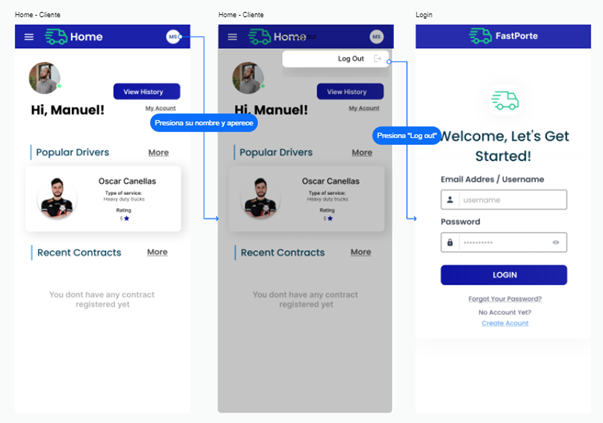 Home - Cliente
Home
MS
Hi, Manuel!
View History
My Acount
Popular Drivers
More
Oscar Canellas
Type of service:
Heavy duty trucks
Rating
5
Recent Contracts
More
You dont have any contract
registered yet
Presiona su nombre y aperece
Home - Cliente
Home
MS
Log Out
Hi, Manuel!
View History
My Acount
Popular Drivers
More
Oscar Canellas
Type of service:
Heavy duty trucks
Rating
5
Recent Contracts
More
You dont have any contract
registered yet
Presiona "Log out"
Login
FastPorte
Welcome, Let's Get
Started!
Email Addres / Username
username
Password
LOGIN
Forgot Your Password?
No Account Yet?
Create Acount